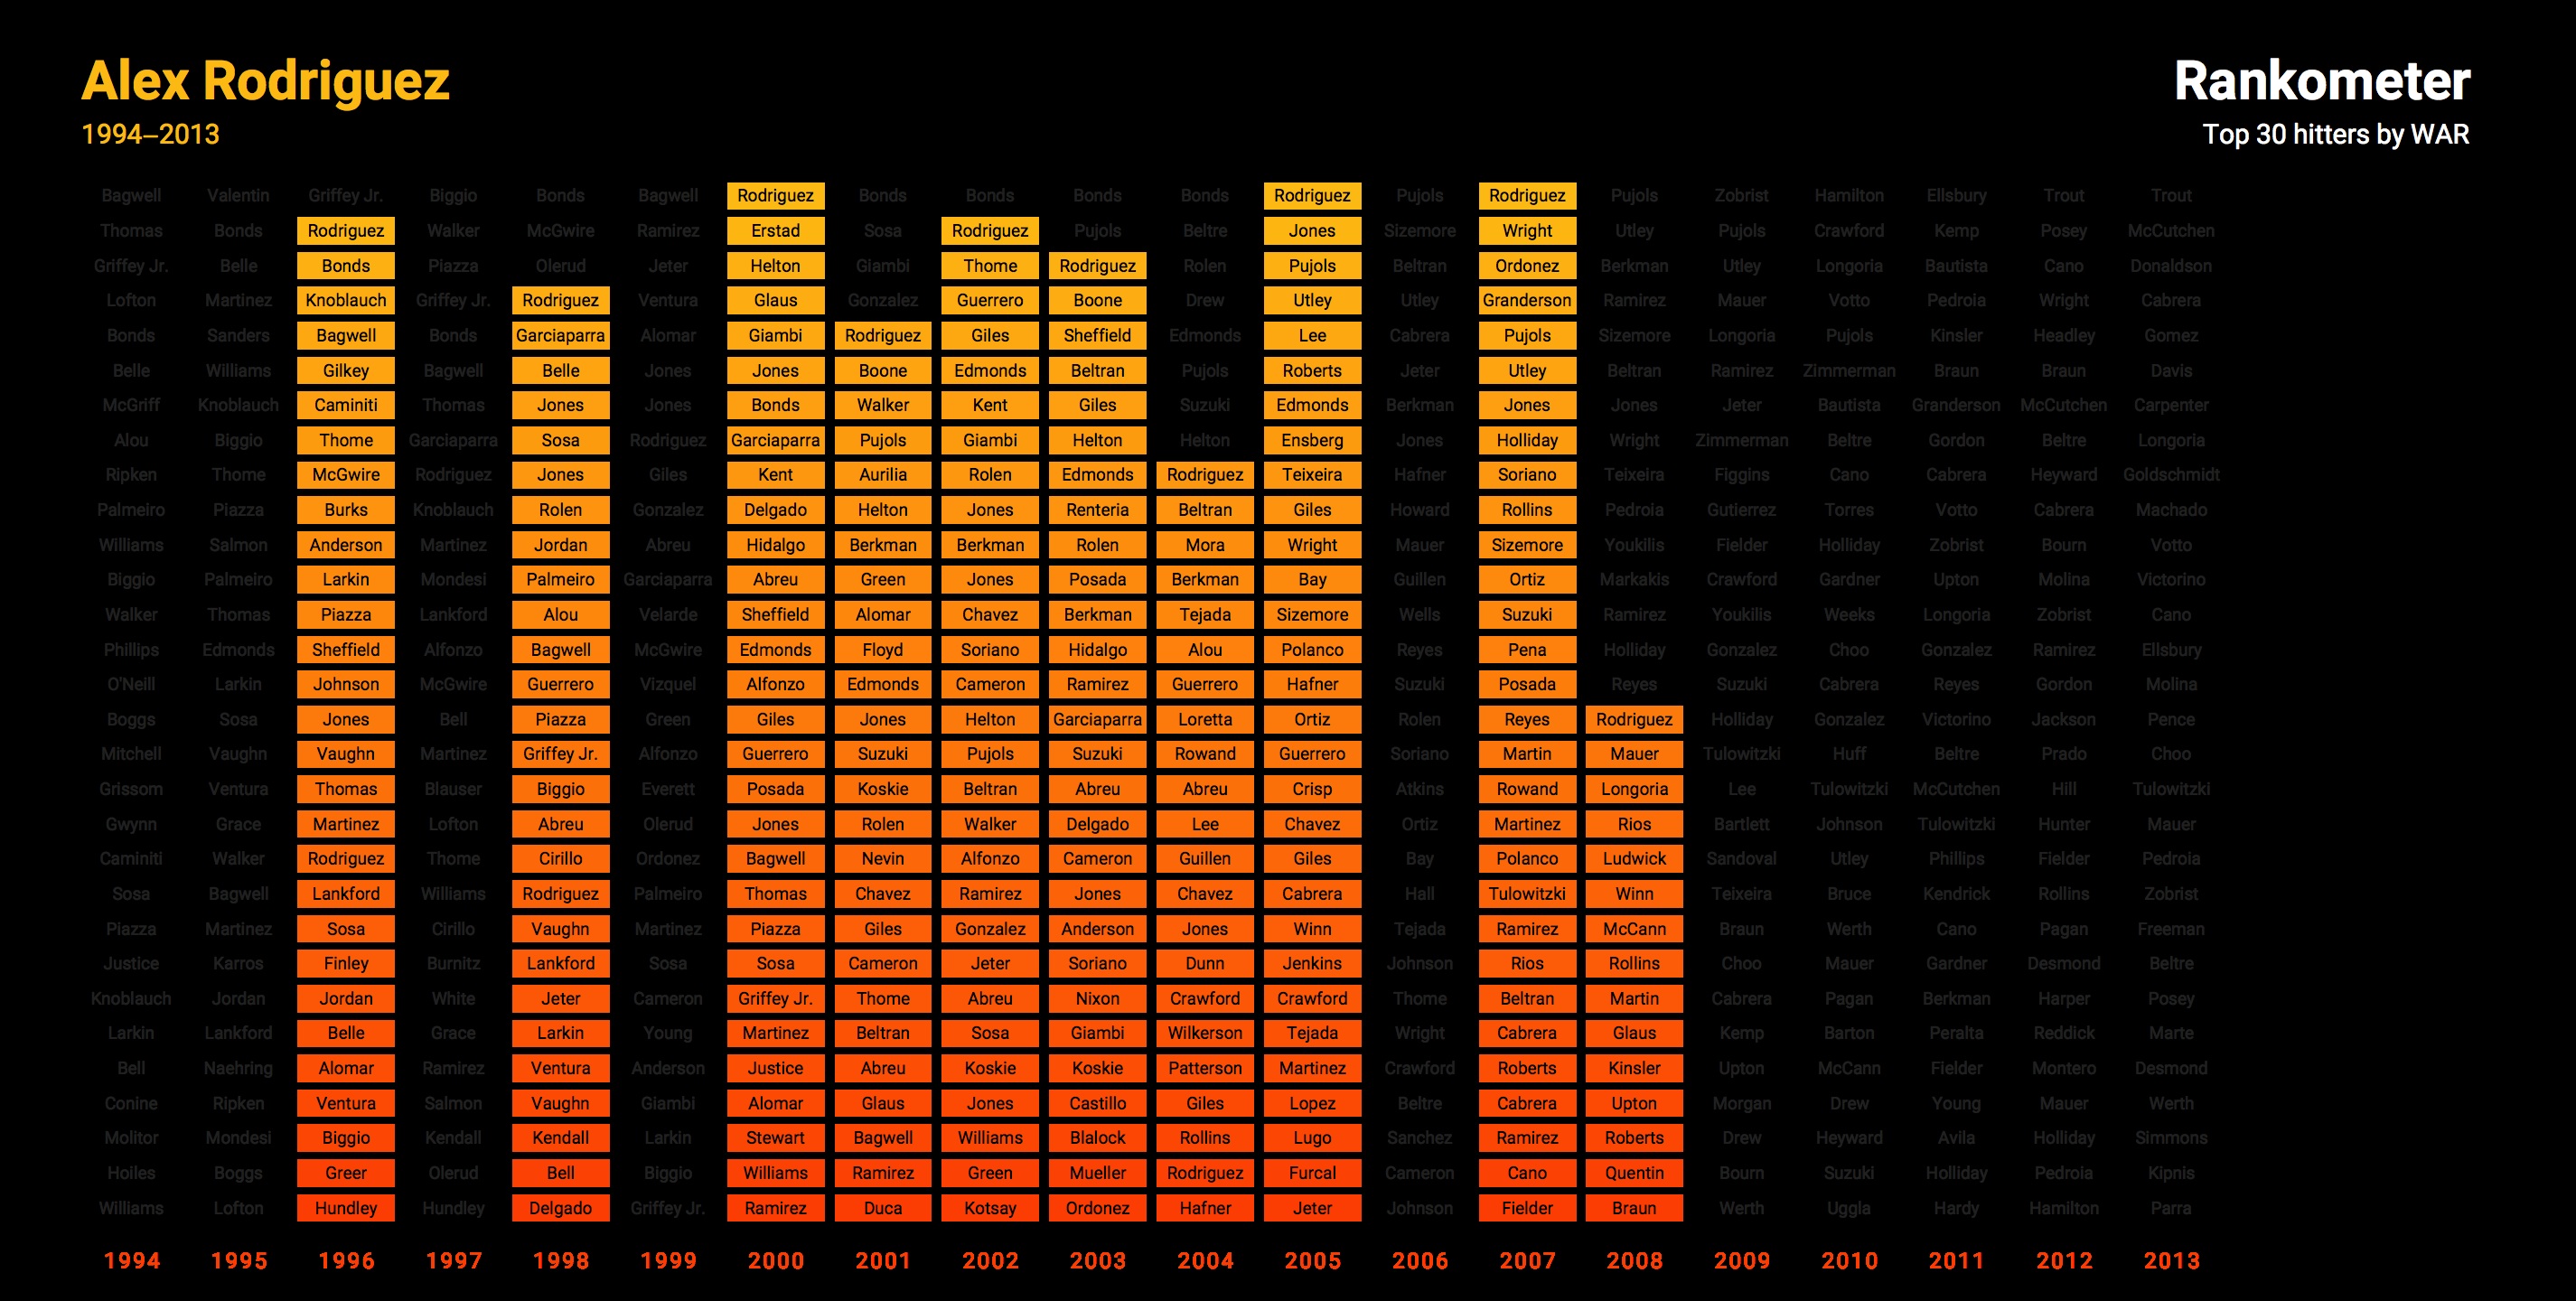 Alex Rodriguez Rankometer
1994–2013 Top 30 hitters by WAR
Bagwell Valentin Griffey Jr. Biggio Bonds Bagwell Rodriguez Bonds Bonds Bonds Bonds Rodriguez Pujols Rodriguez Pujols Zobrist Hamilton Ellsbury Trout Trout
Thomas Bonds Rodriguez Walker McGwire Ramirez Erstad Sosa Rodriguez Pujols Beltre Jones Sizemore Wright Utley Pujols Crawford Kemp Posey McCutchen
Griffey Jr. Belle Bonds Piazza Olerud Jeter Helton Giambi Thome Rodriguez Rolen Pujols Beltran Ordonez Berkman Utley Longoria Bautista Cano Donaldson
Lofton Martinez Knoblauch Griffey Jr. Rodriguez Ventura Glaus Gonzalez Guerrero Boone Drew Utley Utley Granderson Ramirez Mauer Votto Pedroia Wright Cabrera
Bonds Sanders Bagwell Bonds Garciaparra Alomar Giambi Rodriguez Giles Sheffield Edmonds Lee Cabrera Pujols Sizemore Longoria Pujols Kinsler Headley Gomez
Belle Williams Gilkey Bagwell Belle Jones Jones Boone Edmonds Beltran Pujols Roberts Jeter Utley Beltran Ramirez Zimmerman Braun Braun Davis
McGriff Knoblauch Caminiti Thomas Jones Jones Bonds Walker Kent Giles Suzuki Edmonds Berkman Jones Jones Jeter Bautista Granderson McCutchen Carpenter
Alou Biggio Thome Garciaparra Sosa Rodriguez Garciaparra Pujols Giambi Helton Helton Ensberg Jones Holliday Wright Zimmerman Beltre Gordon Beltre Longoria
Ripken Thome McGwire Rodriguez Jones Giles Kent Aurilia Rolen Edmonds Rodriguez Teixeira Hafner Soriano Teixeira Figgins Cano Cabrera Heyward Goldschmidt
Palmeiro Piazza Burks Knoblauch Rolen Gonzalez Delgado Helton Jones Renteria Beltran Giles Howard Rollins Pedroia Gutierrez Torres Votto Cabrera Machado
Williams Salmon Anderson Martinez Jordan Abreu Hidalgo Berkman Berkman Rolen Mora Wright Mauer Sizemore Youkilis Fielder Holliday Zobrist Bourn Votto
Biggio Palmeiro Larkin Mondesi Palmeiro Garciaparra Abreu Green Jones Posada Berkman Bay Guillen Ortiz Markakis Crawford Gardner Upton Molina Victorino
Walker Thomas Piazza Lankford Alou Velarde Sheffield Alomar Chavez Berkman Tejada Sizemore Wells Suzuki Ramirez Youkilis Weeks Longoria Zobrist Cano
Phillips Edmonds Sheffield Alfonzo Bagwell McGwire Edmonds Floyd Soriano Hidalgo Alou Polanco Reyes Pena Holliday Gonzalez Choo Gonzalez Ramirez Ellsbury
O'Neill Larkin Johnson McGwire Guerrero Vizquel Alfonzo Edmonds Cameron Ramirez Guerrero Hafner Suzuki Posada Reyes Suzuki Cabrera Reyes Gordon Molina
Boggs Sosa Jones Bell Piazza Green Giles Jones Helton Garciaparra Loretta Ortiz Rolen Reyes Rodriguez Holliday Gonzalez Victorino Jackson Pence
Mitchell Vaughn Vaughn Martinez Griffey Jr. Alfonzo Guerrero Suzuki Pujols Suzuki Rowand Guerrero Soriano Martin Mauer Tulowitzki Huff Beltre Prado Choo
Grissom Ventura Thomas Blauser Biggio Everett Posada Koskie Beltran Abreu Abreu Crisp Atkins Rowand Longoria Lee Tulowitzki McCutchen Hill Tulowitzki
Gwynn Grace Martinez Lofton Abreu Olerud Jones Rolen Walker Delgado Lee Chavez Ortiz Martinez Rios Bartlett Johnson Tulowitzki Hunter Mauer
Caminiti Walker Rodriguez Thome Cirillo Ordonez Bagwell Nevin Alfonzo Cameron Guillen Giles Bay Polanco Ludwick Sandoval Utley Phillips Fielder Pedroia
Sosa Bagwell Lankford Williams Rodriguez Palmeiro Thomas Chavez Ramirez Jones Chavez Cabrera Hall Tulowitzki Winn Teixeira Bruce Kendrick Rollins Zobrist
Piazza Martinez Sosa Cirillo Vaughn Martinez Piazza Giles Gonzalez Anderson Jones Winn Tejada Ramirez McCann Braun Werth Cano Pagan Freeman
Justice Karros Finley Burnitz Lankford Sosa Sosa Cameron Jeter Soriano Dunn Jenkins Johnson Rios Rollins Choo Mauer Gardner Desmond Beltre
Knoblauch Jordan Jordan White Jeter Cameron Griffey Jr. Thome Abreu Nixon Crawford Crawford Thome Beltran Martin Cabrera Pagan Berkman Harper Posey
Larkin Lankford Belle Grace Larkin Young Martinez Beltran Sosa Giambi Wilkerson Tejada Wright Cabrera Glaus Kemp Barton Peralta Reddick Marte
Bell Naehring Alomar Ramirez Ventura Anderson Justice Abreu Koskie Koskie Patterson Martinez Crawford Roberts Kinsler Upton McCann Fielder Montero Desmond
Conine Ripken Ventura Salmon Vaughn Giambi Alomar Glaus Jones Castillo Giles Lopez Beltre Cabrera Upton Morgan Drew Young Mauer Werth
Molitor Mondesi Biggio Kendall Kendall Larkin Stewart Bagwell Williams Blalock Rollins Lugo Sanchez Ramirez Roberts Drew Heyward Avila Holliday Simmons
Hoiles Boggs Greer Olerud Bell Biggio Williams Ramirez Green Mueller Rodriguez Furcal Cameron Cano Quentin Bourn Suzuki Holliday Pedroia Kipnis
Williams Lofton Hundley Hundley Delgado Griffey Jr. Ramirez Duca Kotsay Ordonez Hafner Jeter Johnson Fielder Braun Werth Uggla Hardy Hamilton Parra
1994 1995 1996 1997 1998 1999 2000 2001 2002 2003 2004 2005 2006 2007 2008 2009 2010 2011 2012 2013